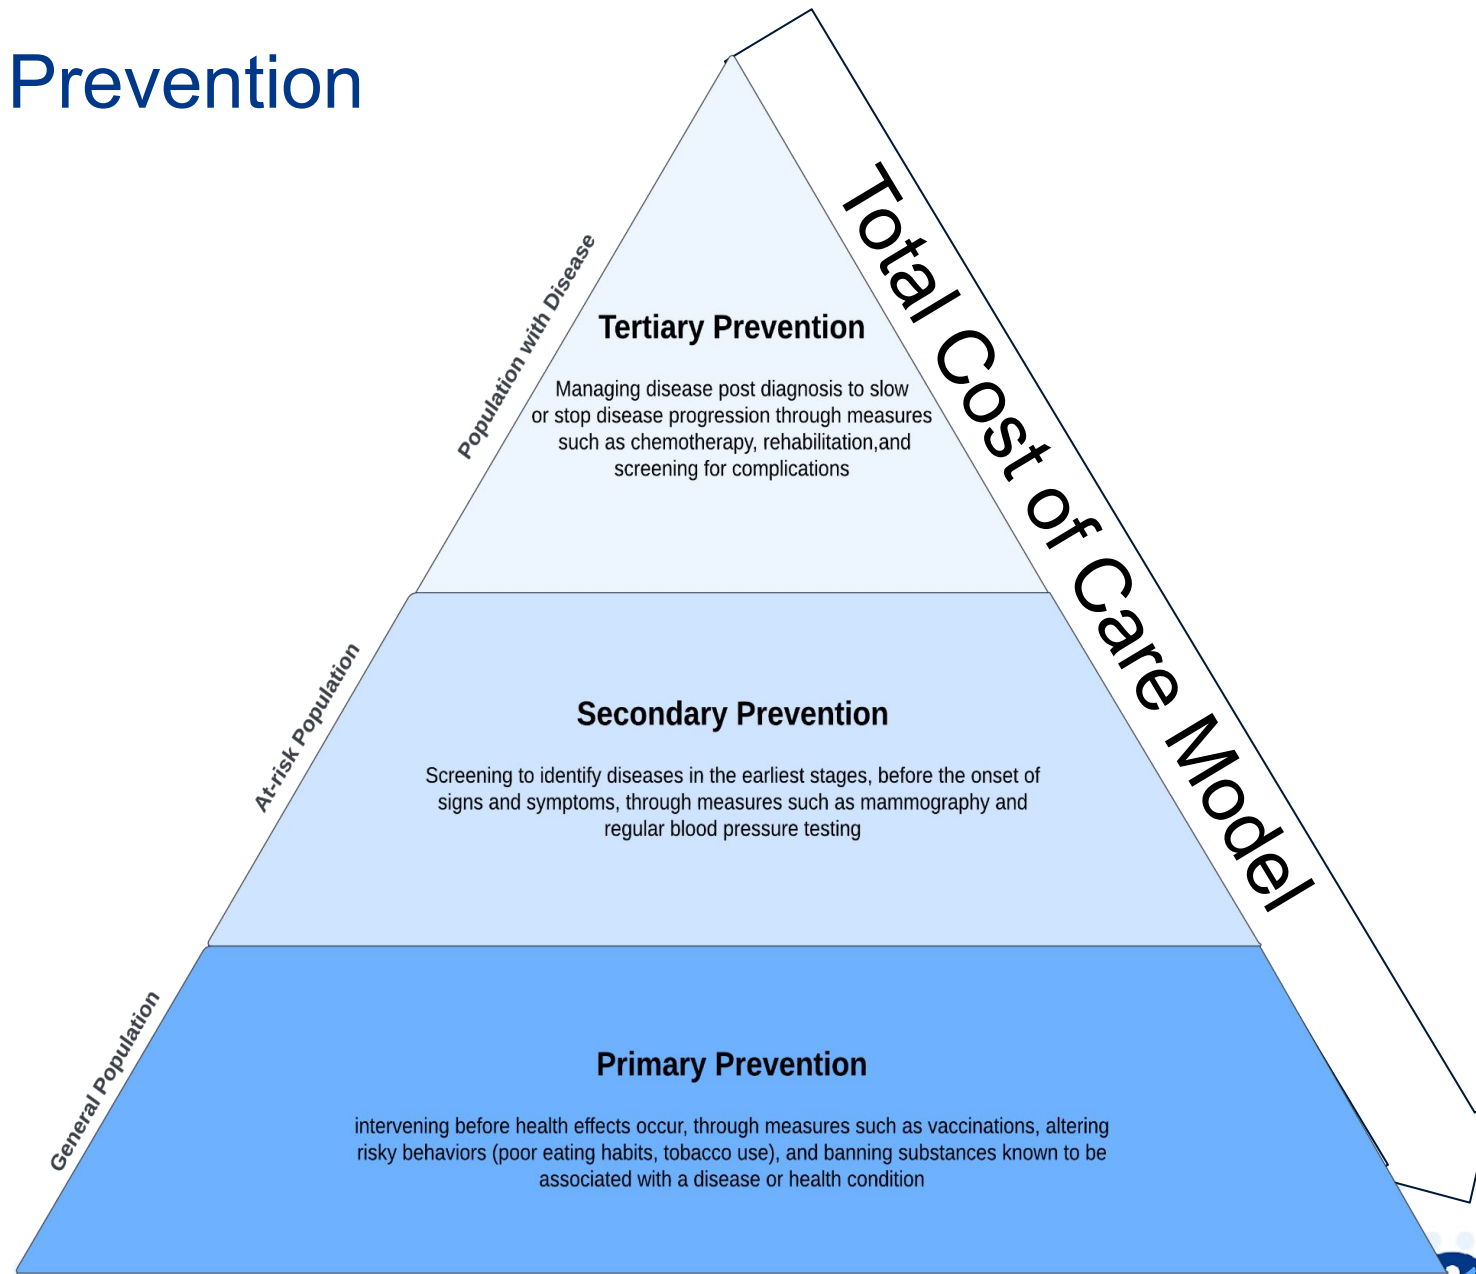 Prevention
Total Cost of Care Model
Population with Disease
Tertiary Prevention
Managing disease post diagnosis to slow
or stop disease progression through measures
such as chemotherapy, rehabilitation,and
screening for complications
At-risk Population
Secondary Prevention
Screening to identify diseases in the earliest stages, before the onset of
signs and symptoms, through measures such as mammography and
regular blood pressure testing
General Population
Primary Prevention
intervening before health effects occur, through measures such as vaccinations, altering
risky behaviors (poor eating habits, tobacco use), and banning substances known to be
associated with a disease or health condition